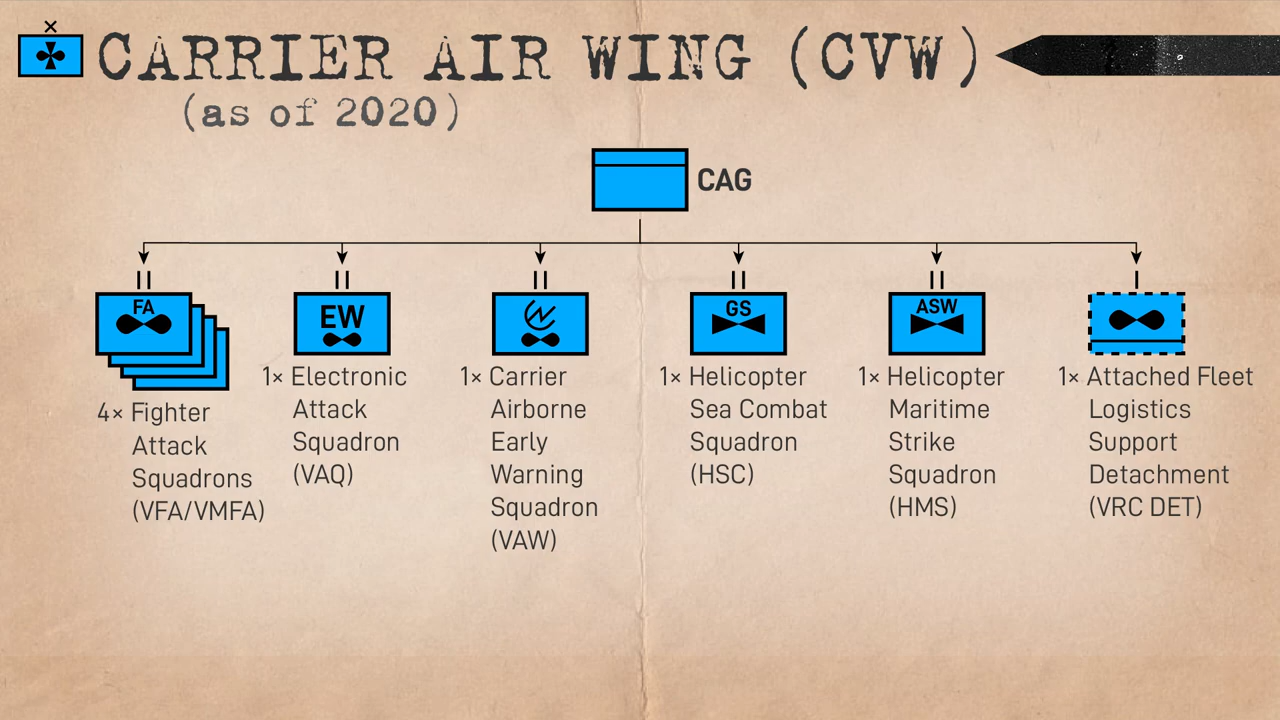 CARRIER AIR WING (CVW)
(as of 2020)
CAG
FA
EW
GS
ASW
4× Fighter
Attack
Squadrons
(VFA/VMFA)
1× Electronic
Attack
Squadron
(VAQ)
1× Carrier
Airborne
Early
Warning
Squadron
(VAW)
1× Helicopter
Sea Combat
Squadron
(HSC)
1× Helicopter
Maritime
Strike
Squadron
(HMS)
1× Attached Fleet
Logistics
Support
Detachment
(VRC DET)